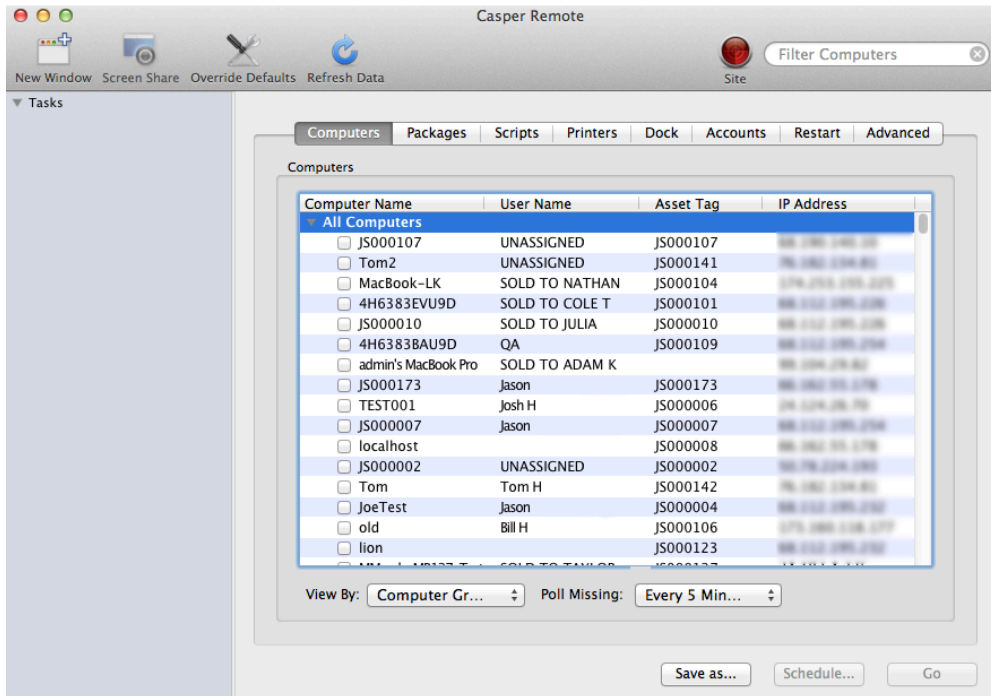 Casper Remote
New Window Screen Share Override Defaults Refresh Data Site Filter Computers
Tasks
Computers Packages Scripts Printers Dock Accounts Restart Advanced
Computers
Computer Name User Name Asset Tag IP Address
All Computers
JS000107 UNASSIGNED JS000107
Tom2 UNASSIGNED JS000141
MacBook-LK SOLD TO NATHAN JS000104
4H6383EVU9D SOLD TO COLE T JS000101
JS000010 SOLD TO JULIA JS000010
4H6383BAU9D QA JS000109
admin's MacBook Pro SOLD TO ADAM K
JS000173 Jason JS000173
TEST001 Josh H JS000006
JS000007 Jason JS000007
localhost JS000008
JS000002 UNASSIGNED JS000002
Tom Tom H JS000142
JoeTest Jason JS000004
old Bill H JS000106
lion JS000123
View By: Computer Gr... Poll Missing: Every 5 Min...
Save as... Schedule... Go